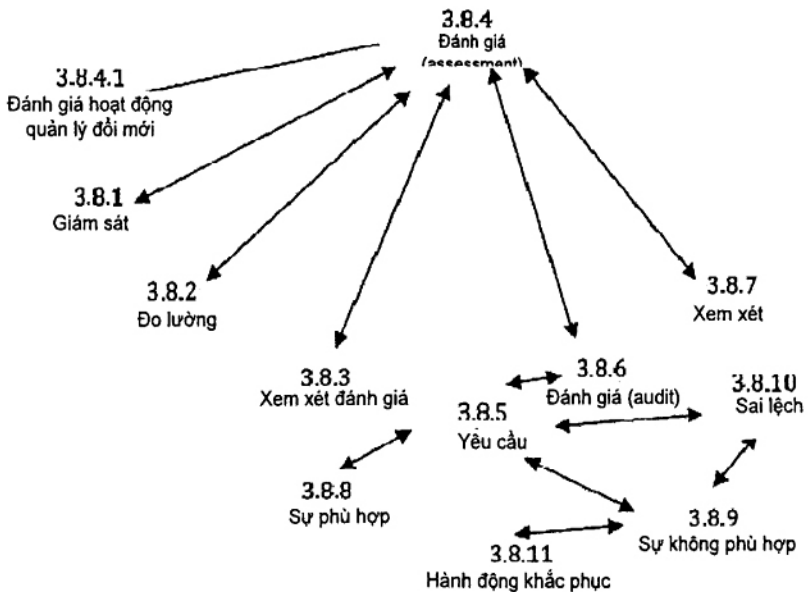 3.8.4
Đánh giá
(assessment)
3.8.4.1
Đánh giá hoạt động
quản lý đổi mới
3.8.1
Giám sát
3.8.2
Đo lường
3.8.7
Xem xét
3.8.3
Xem xét đánh giá
3.8.6
Đánh giá (audit)
3.8.10
Sai lệch
3.8.5
Yêu cầu
3.8.8
Sự phù hợp
3.8.9
Sự không phù hợp
3.8.11
Hành động khắc phục